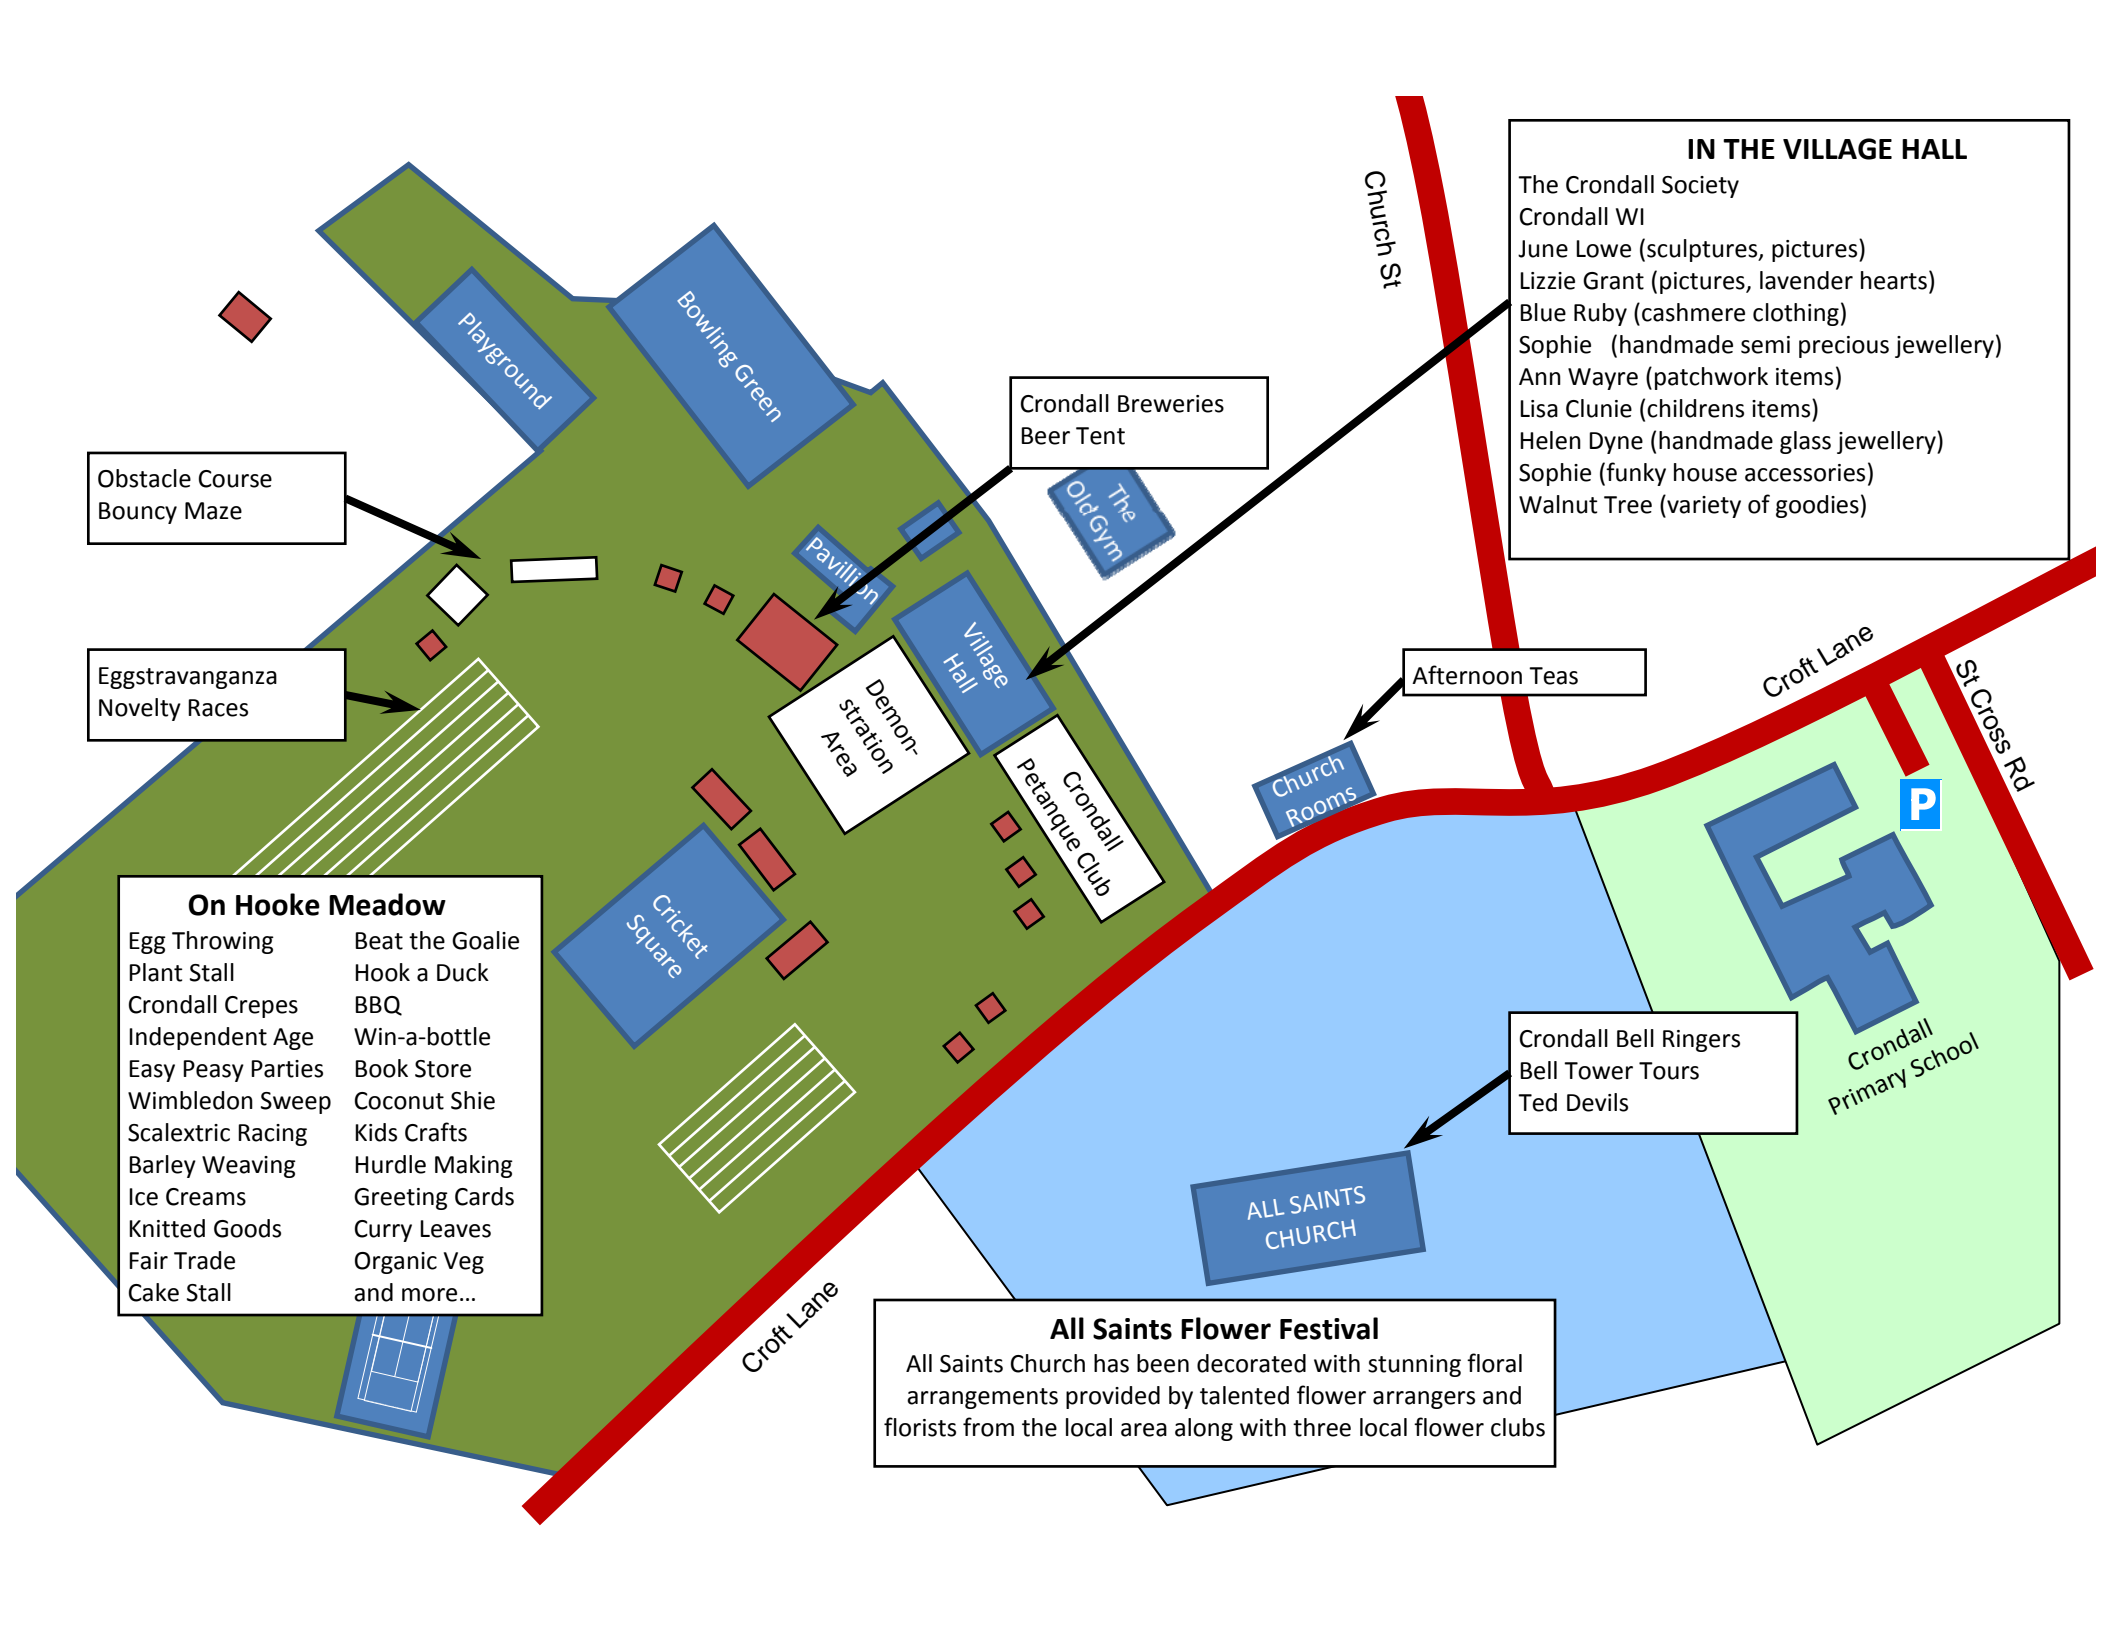 Church St
IN THE VILLAGE HALL
The Crondall Society
Crondall WI
June Lowe (sculptures, pictures)
Lizzie Grant (pictures, lavender hearts)
Blue Ruby (cashmere clothing)
Sophie (handmade semi precious jewellery)
Ann Wayre (patchwork items)
Lisa Clunie (childrens items)
Helen Dyne (handmade glass jewellery)
Sophie (funky house accessories)
Walnut Tree (variety of goodies)
Playground
Bowling Green
Crondall Breweries
Beer Tent
The
Old Gym
Obstacle Course
Bouncy Maze
Pavillion
Village
Hall
Eggstravanganza
Novelty Races
Demon-
stration
Area
Crondall
Petanque Club
Afternoon Teas
Church
Rooms
Croft Lane
St Cross Rd
P
Cricket
Square
On Hooke Meadow
Egg Throwing
Plant Stall
Crondall Crepes
Independent Age
Easy Peasy Parties
Wimbledon Sweep
Scalextric Racing
Barley Weaving
Ice Creams
Knitted Goods
Fair Trade
Cake Stall
Beat the Goalie
Hook a Duck
BBQ
Win-a-bottle
Book Store
Coconut Shie
Kids Crafts
Hurdle Making
Greeting Cards
Curry Leaves
Organic Veg
and more...
Crondall Bell Ringers
Bell Tower Tours
Ted Devils
Crondall
Primary School
ALL SAINTS
CHURCH
Croft Lane
All Saints Flower Festival
All Saints Church has been decorated with stunning floral
arrangements provided by talented flower arrangers and
florists from the local area along with three local flower clubs